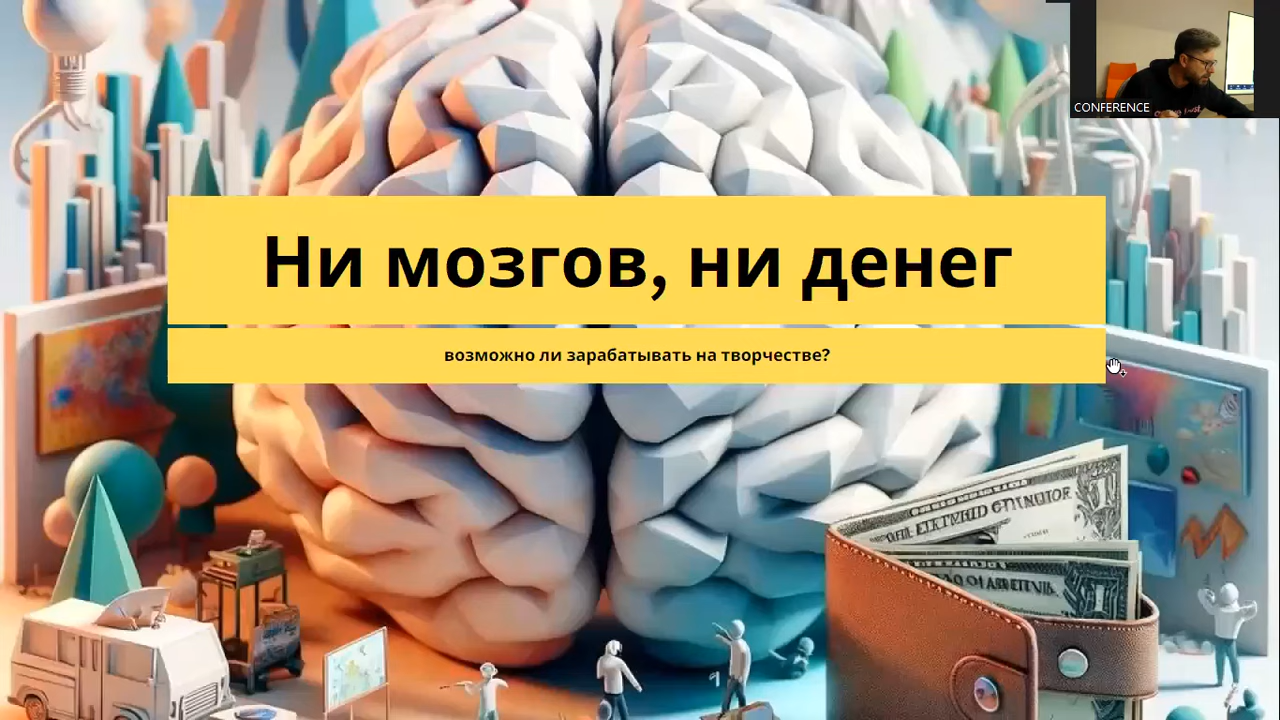 CONFERENCE
Ни мозгов, ни денег
возможно ли зарабатывать на творчестве?